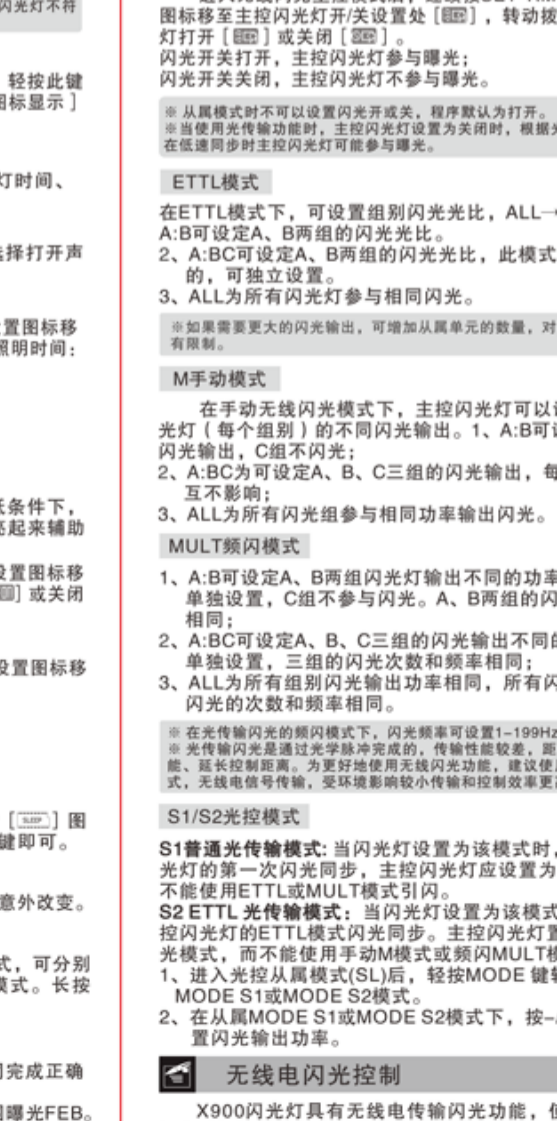 闪光灯不符
轻按此键
图标显示 ]
灯时间、
选择打开声
置图标移
照明时间：
条件下，
亮起来辅助
设置图标移
] 或关闭
设置图标移
[ SLEEP ] 图
键即可。
意外改变。
式，可分别
模式。长按
完成正确
曝光FEB。
图标移至主控闪光灯开/关设置处 [ ] ，转动拨
灯打开 [ ] 或关闭 [ ] 。
闪光开关打开，主控闪光灯参与曝光；
闪光开关关闭，主控闪光灯不参与曝光；
※ 从属模式时不可以设置闪光开或关，程序默认为打开。
※当使用光传输功能时，主控闪光灯设置为关闭时，根据
在低速同步时主控闪光灯可能参与曝光。
ETTL模式
在ETTL模式下，可设置组别闪光光比，ALL—
A:B可设定A、B两组的闪光光比。
2、A:BC可设定A、B两组的闪光光比，此模式
的，可独立设置。
3、ALL为所有闪光灯参与相同闪光。
※如果需要更大的闪光输出，可增加从属单元的数量，对
有限制。
M手动模式
在手动无线闪光模式下，主控闪光灯可以
光灯（每个组别）的不同闪光输出。1、A:B可
闪光输出，C组不闪光；
2、A:BC为可设定A、B、C三组的闪光输出，每
互不影响；
3、ALL为所有闪光组参与相同功率输出闪光。
MULT频闪模式
1、A:B可设定A、B两组闪光灯输出不同的功率
单独设置，C组不参与闪光。A、B两组的闪
相同；
2、A:BC可设定A、B、C三组的闪光输出不同的
单独设置，三组的闪光次数和频率相同；
3、ALL为所有组别闪光输出功率相同，所有闪
闪光的次数和频率相同。
※ 在光传输闪光的频闪模式下，闪光频率可设置1–199Hz
※ 光传输闪光是通过光学脉冲完成的，传输性能较差，距
能、延长控制距离。为更好地使用无线闪光功能，建议使
式，无线电信号传输，受环境影响较小传输和控制效率更
S1/S2光控模式
S1普通光传输模式: 当闪光灯设置为该模式时，
光灯的第一次闪光同步，主控闪光灯应设置为
不能使用ETTL或MULT模式引闪。
S2 ETTL 光传输模式：当闪光灯设置为该模式
控闪光灯的ETTL模式闪光同步。主控闪光灯置
光模式，而不能使用手动M模式或频闪MULT模
1、进入光控从属模式(SL)后，轻按MODE 键
MODE S1或MODE S2模式。
2、在从属MODE S1或MODE S2模式下，按–
置闪光输出功率。
无线电闪光控制
X900闪光灯具有无线电传输闪光功能，使